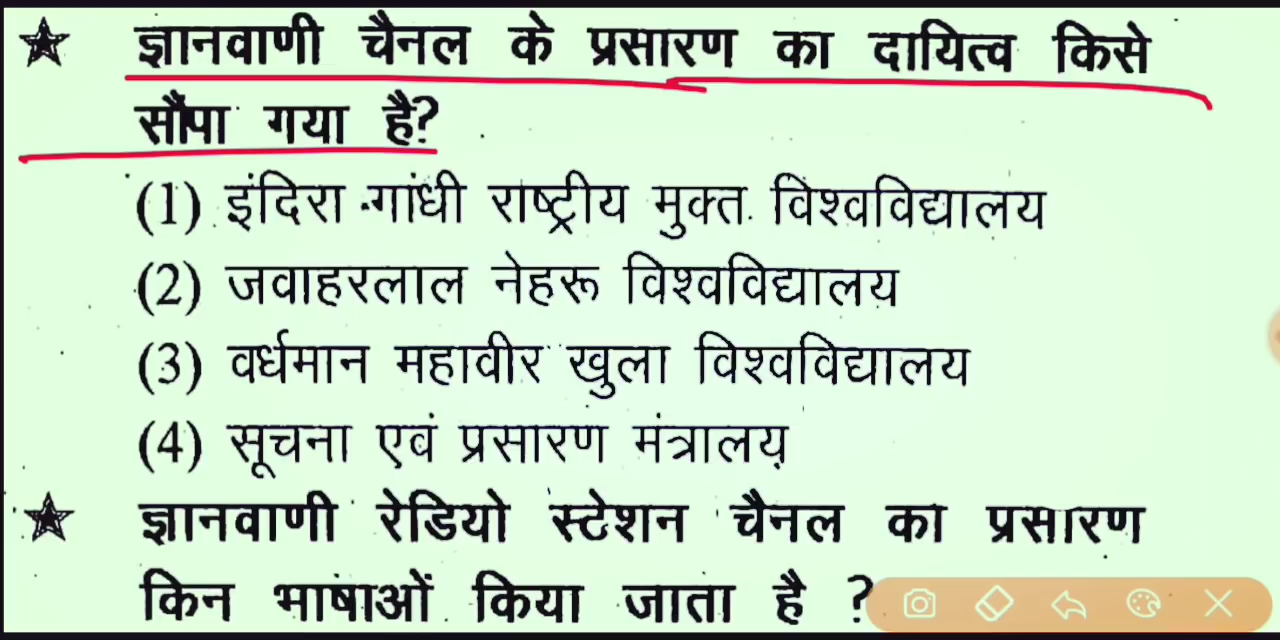 ★ ज्ञानवाणी चैनल के प्रसारण का दायित्व किसे
सौंपा गया है?
(1) इंदिरा गांधी राष्ट्रीय मुक्त विश्वविद्यालय
(2) जवाहरलाल नेहरू विश्वविद्यालय
(3) वर्धमान महावीर खुला विश्वविद्यालय
(4) सूचना एवं प्रसारण मंत्रालय
★ ज्ञानवाणी रेडियो स्टेशन चैनल का प्रसारण
किन भाषाओं किया जाता है ?